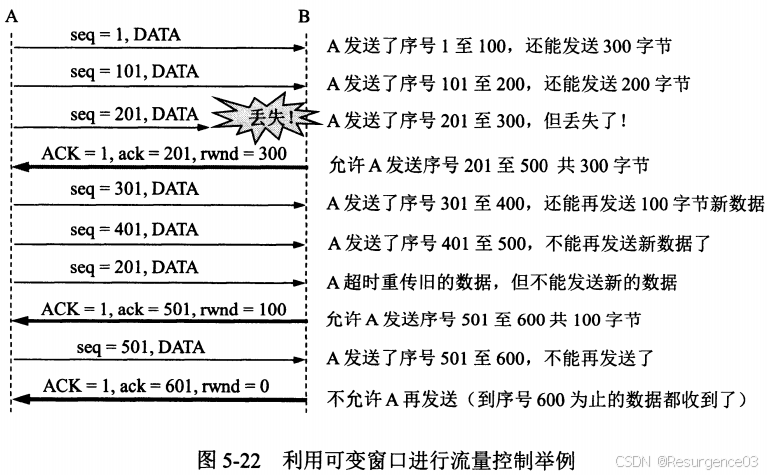 A B
seq = 1, DATA A 发送了序号 1 至 100，还能发送 300 字节
seq = 101, DATA A 发送了序号 101 至 200，还能发送 200 字节
seq = 201, DATA 丢失！ A 发送了序号 201 至 300，但丢失了！
ACK = 1, ack = 201, rwnd = 300 允许 A 发送序号 201 至 500 共 300 字节
seq = 301, DATA A 发送了序号 301 至 400，还能再发送 100 字节新数据
seq = 401, DATA A 发送了序号 401 至 500，不能再发送新数据了
seq = 201, DATA A 超时重传旧的数据，但不能发送新的数据
ACK = 1, ack = 501, rwnd = 100 允许 A 发送序号 501 至 600 共 100 字节
seq = 501, DATA A 发送了序号 501 至 600，不能再发送了
ACK = 1, ack = 601, rwnd = 0 不允许 A 再发送（到序号 600 为止的数据都收到了）
图 5-22 利用可变窗口进行流量控制举例
CSDN @Resurgence03